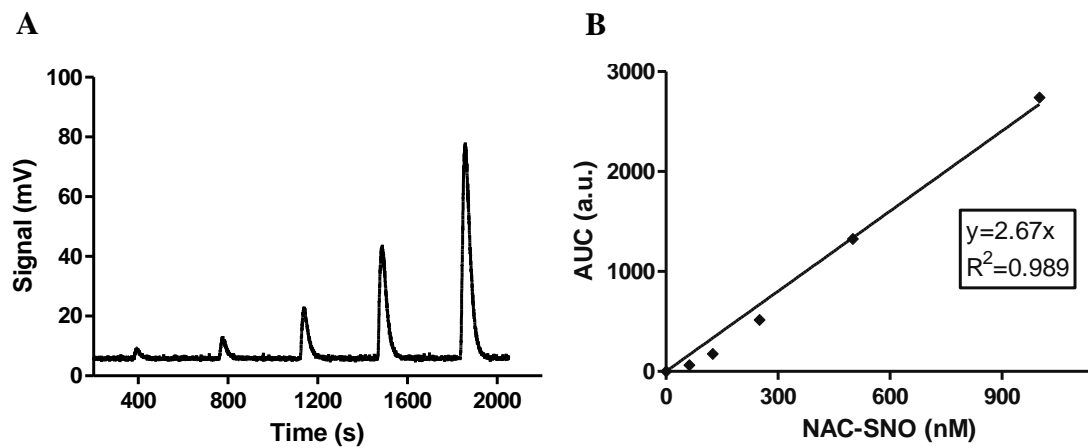 A
Signal (mV)
100
80
60
40
20
0
400 800 1200 1600 2000
Time (s)
B
AUC (a.u.)
3000
2000
1000
0
0 300 600 900
NAC-SNO (nM)
y=2.67x
R²=0.989